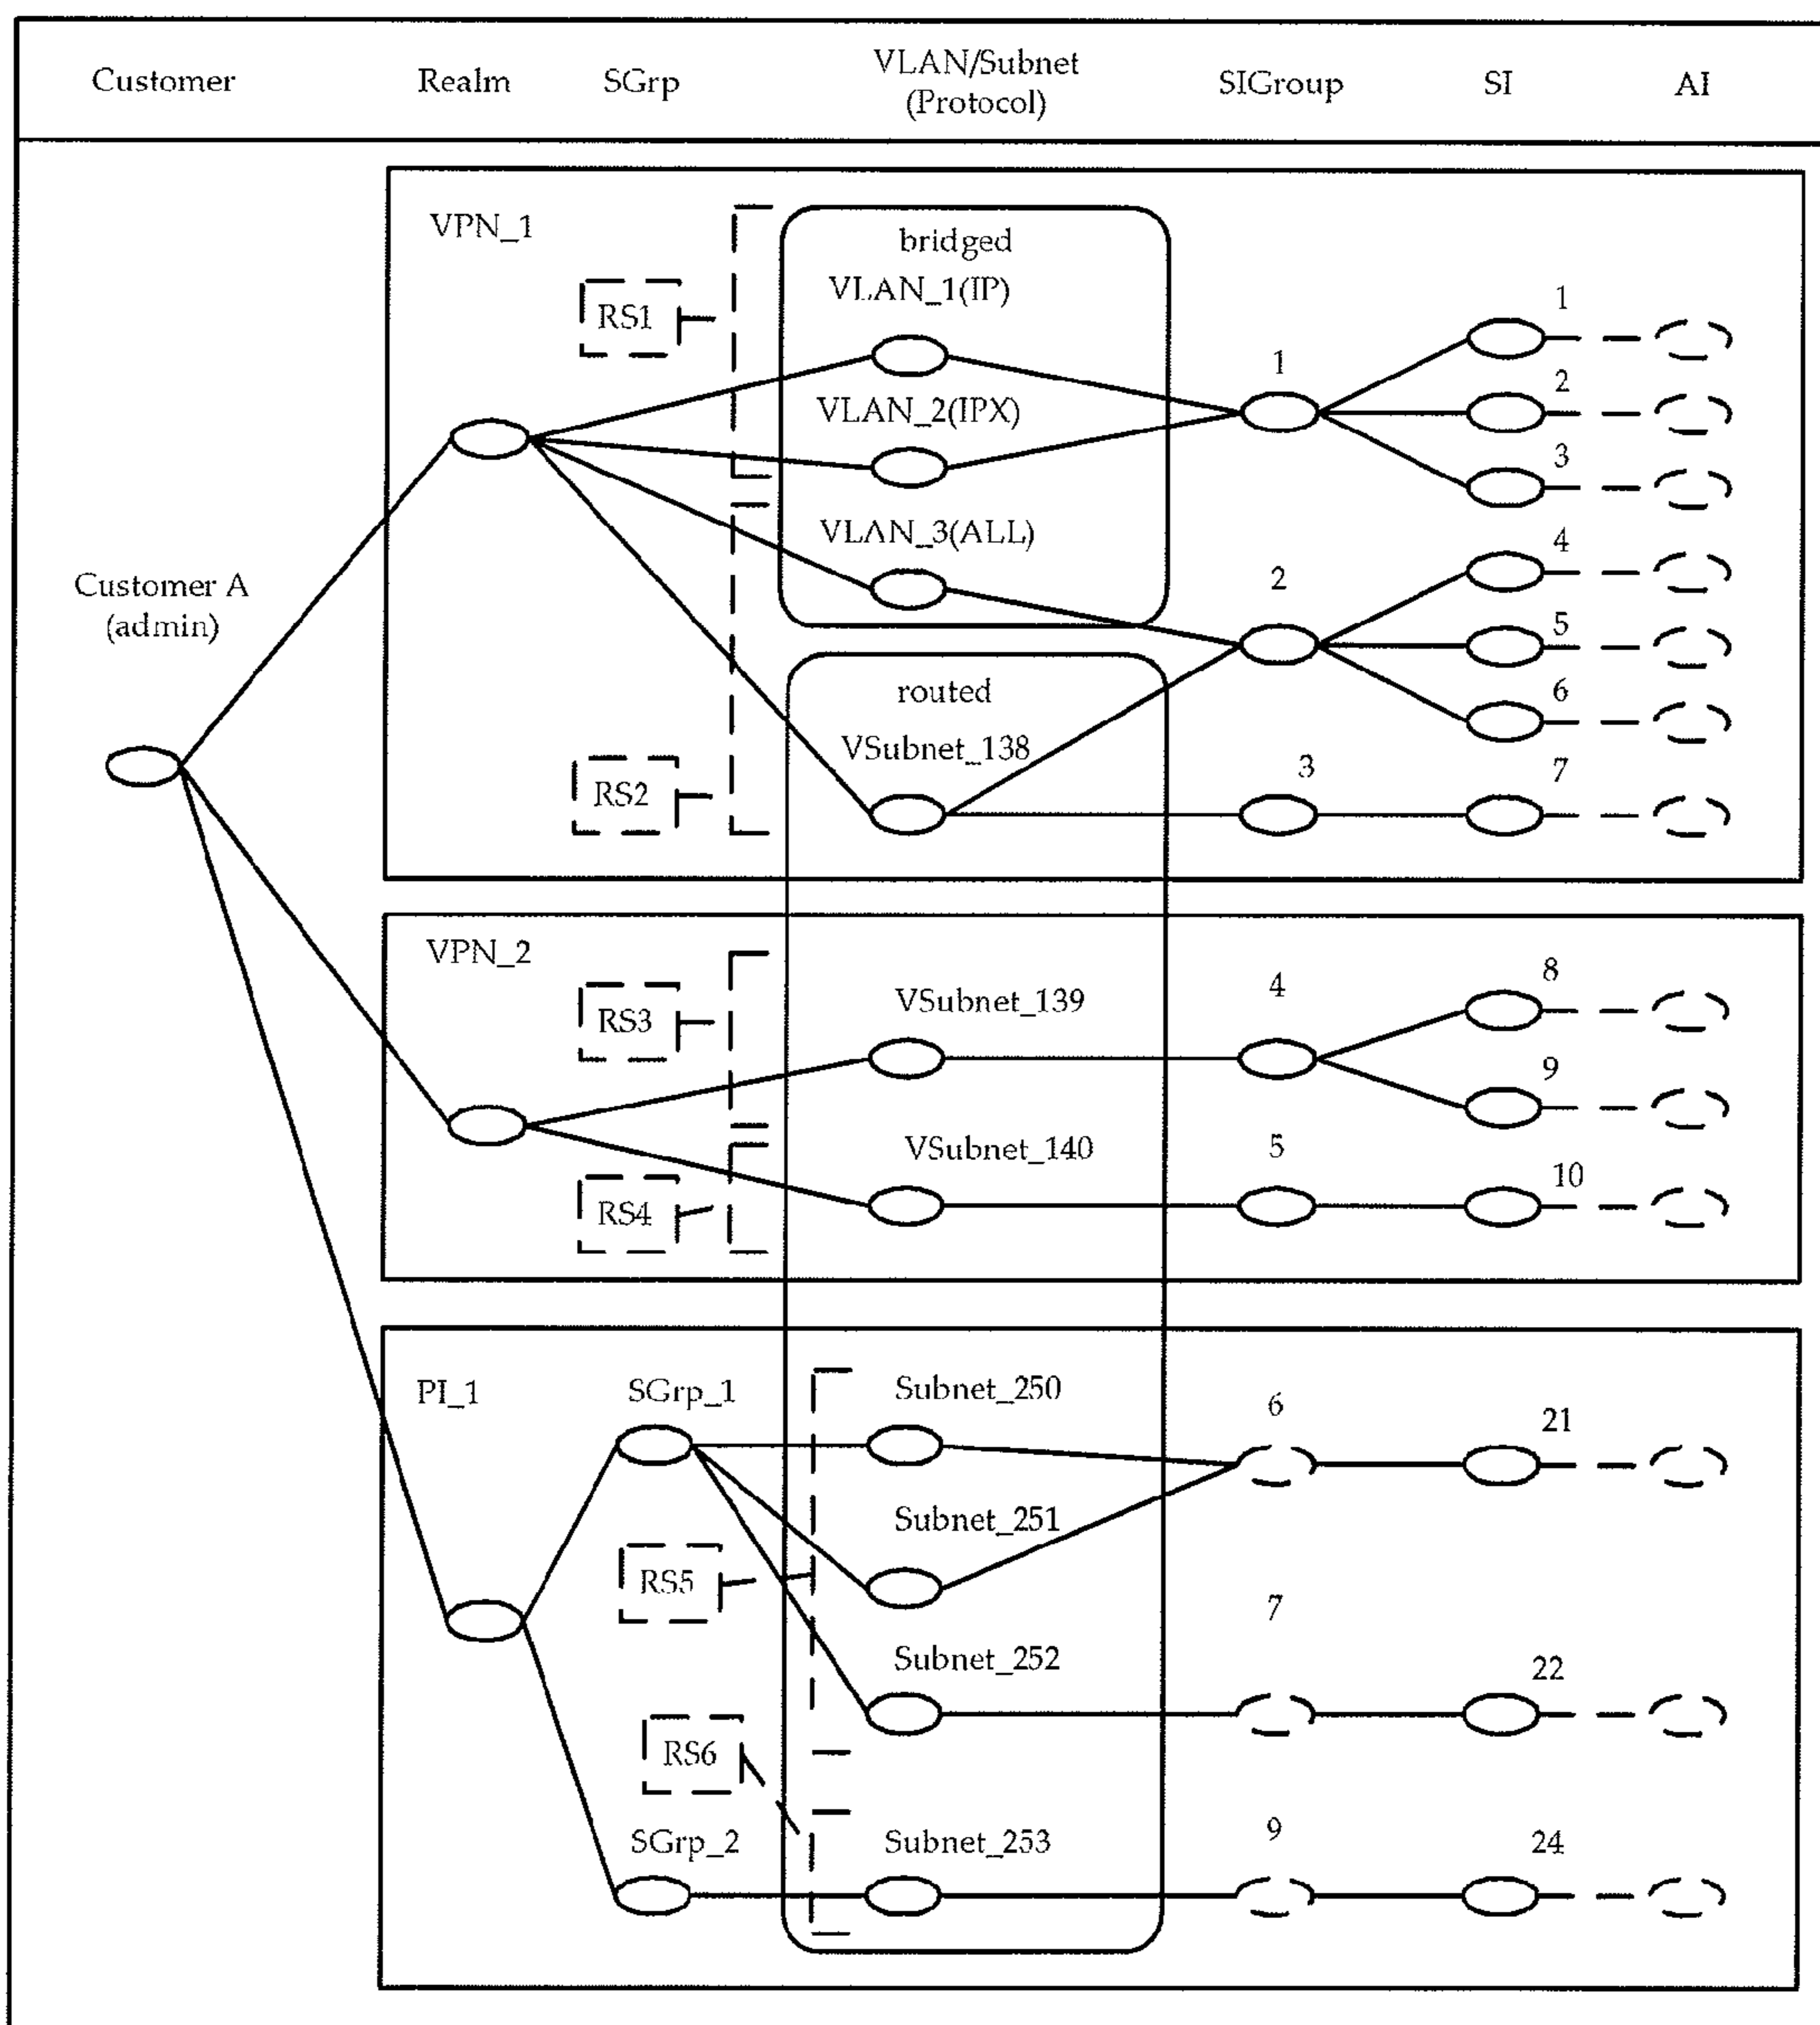 Customer
Realm
SGrp
VLAN/Subnet
(Protocol)
SIGroup
SI
AI
VPN_1
bridged
VLAN_1(IP)
RS1
1
1
2
VLAN_2(IPX)
3
VLAN_3(ALL)
4
Customer A
(admin)
2
5
routed
6
VSubnet_138
RS2
3
7
VPN_2
RS3
VSubnet_139
4
8
9
VSubnet_140
5
RS4
10
PI_1
SGrp_1
Subnet_250
6
21
Subnet_251
RS5
7
Subnet_252
22
RS6
SGrp_2
Subnet_253
9
24